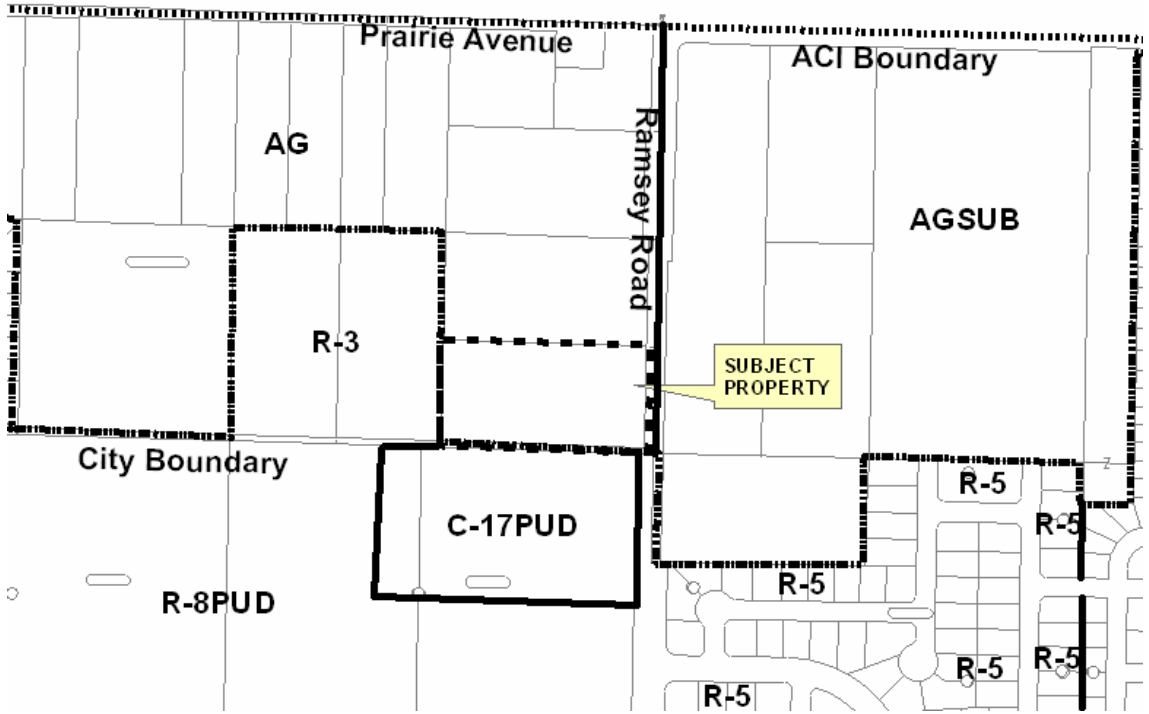 Prairie Avenue
ACI Boundary
AG
Ramsey Road
AGSUB
R-3
SUBJECT
PROPERTY
City Boundary
R-5
R-5
C-17PUD
R-5
R-8PUD
R-5
R-5
R-5